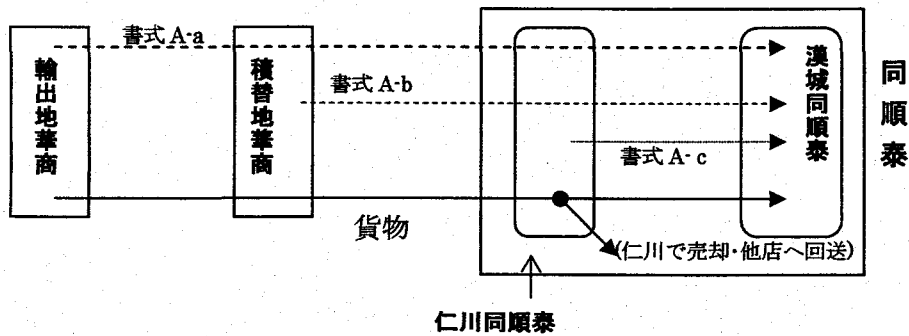 書式 A-a
輸出地華商
積替地華商
書式 A-b
漢城同順泰
同順泰
書式 A- c
貨物
(仁川で売却・他店へ回送)
仁川同順泰